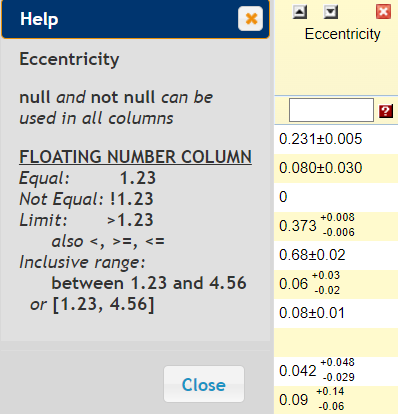 Help
Eccentricity
null and not null can be
used in all columns
FLOATING NUMBER COLUMN
Equal: 1.23
Not Equal: !1.23
Limit: >1.23
also <, >=, <=
Inclusive range:
between 1.23 and 4.56
or [1.23, 4.56]
Close
Eccentricity
?
0.231±0.005
0.080±0.030
0
0.373 +0.008
-0.006
0.68±0.02
0.06 +0.03
-0.02
0.08±0.01
0.042 +0.048
-0.029
0.09 +0.14
-0.06